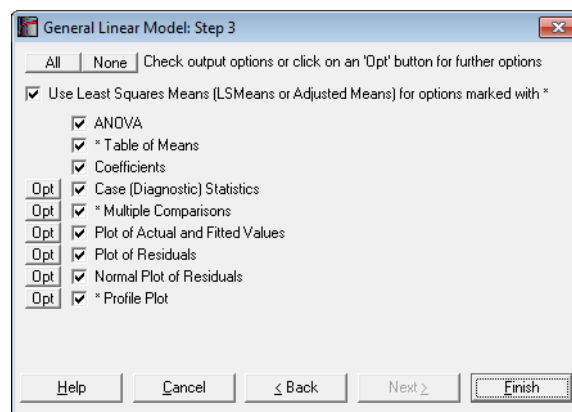 General Linear Model: Step 3
All None Check output options or click on an 'Opt' button for further options
Use Least Squares Means (LSMeans or Adjusted Means) for options marked with *
ANOVA
* Table of Means
Coefficients
Opt Case (Diagnostic) Statistics
Opt * Multiple Comparisons
Opt Plot of Actual and Fitted Values
Opt Plot of Residuals
Opt Normal Plot of Residuals
Opt * Profile Plot
Help Cancel < Back Next > Finish